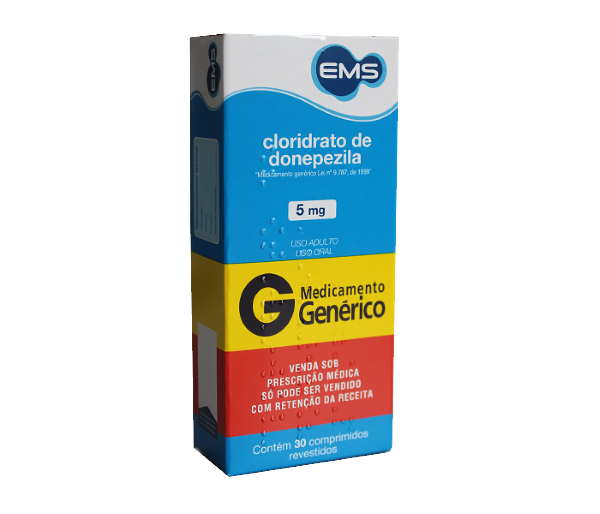 EMS
cloridrato de
donepezila
"Medicamento genérico Lei nº 9.787, de 1999"
5 mg
USO ADULTO
USO ORAL
G Medicamento
Genérico
VENDA SOB
PRESCRIÇÃO MÉDICA
SÓ PODE SER VENDIDO
COM RETENÇÃO DA RECEITA
Contém 30 comprimidos
revestidos